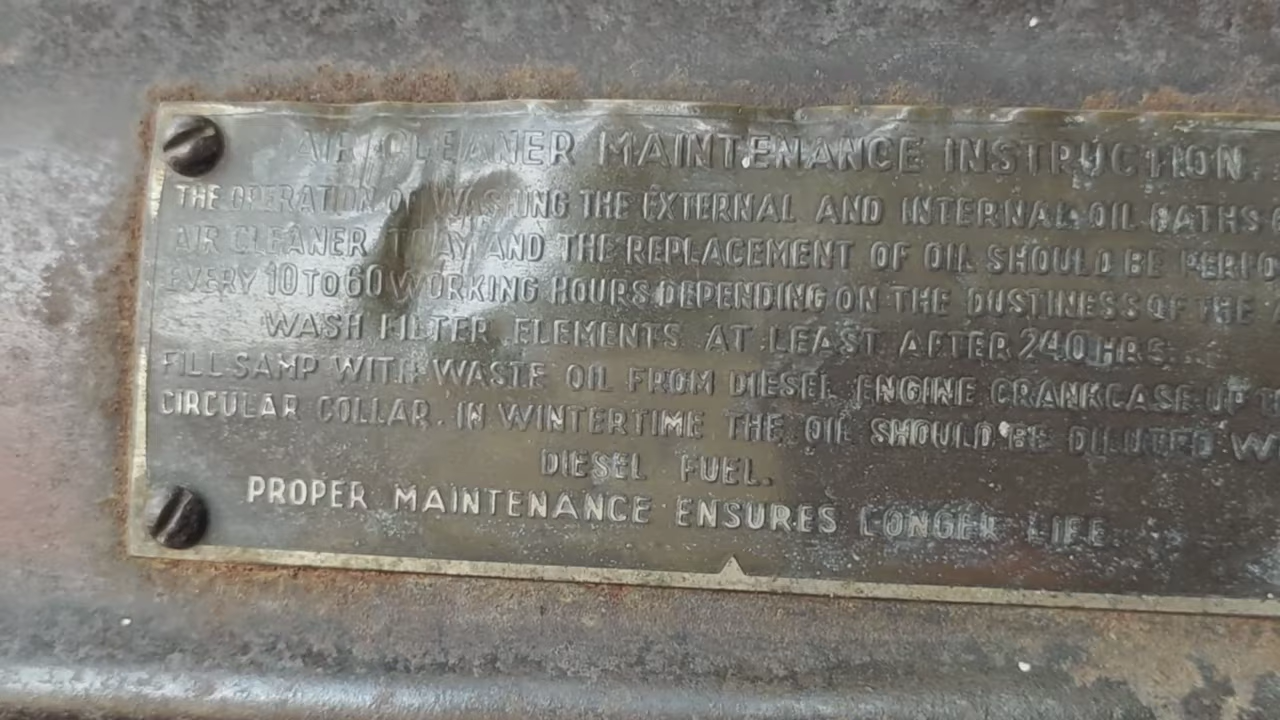 AIR CLEANER MAINTENANCE INSTRUCTION.
THE OPERATION OF WASHING THE EXTERNAL AND INTERNAL OIL BATHS
AIR CLEANER TRAY AND THE REPLACEMENT OF OIL SHOULD BE PERFO
EVERY 10 TO 60 WORKING HOURS DEPENDING ON THE DUSTINESS OF THE
WASH FILTER ELEMENTS AT LEAST AFTER 240 HRS.
FILL SAMP WITH WASTE OIL FROM DIESEL ENGINE CRANKCASE UP
CIRCULAR COLLAR. IN WINTERTIME THE OIL SHOULD BE DILUTED W
DIESEL FUEL.
PROPER MAINTENANCE ENSURES LONGER LIFE